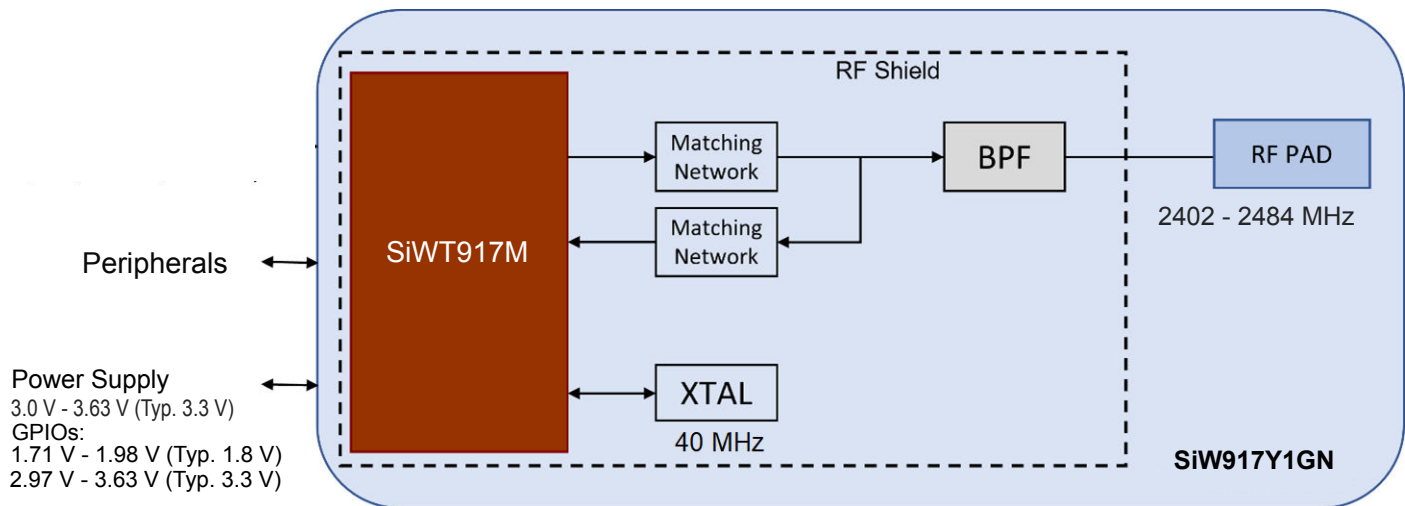 RF Shield
Matching
Network
BPF
RF PAD
2402 - 2484 MHz
Matching
Network
SiWT917M
Peripherals
Power Supply
3.0 V - 3.63 V (Typ. 3.3 V)
GPIOs:
1.71 V - 1.98 V (Typ. 1.8 V)
2.97 V - 3.63 V (Typ. 3.3 V)
XTAL
40 MHz
SiW917Y1GN